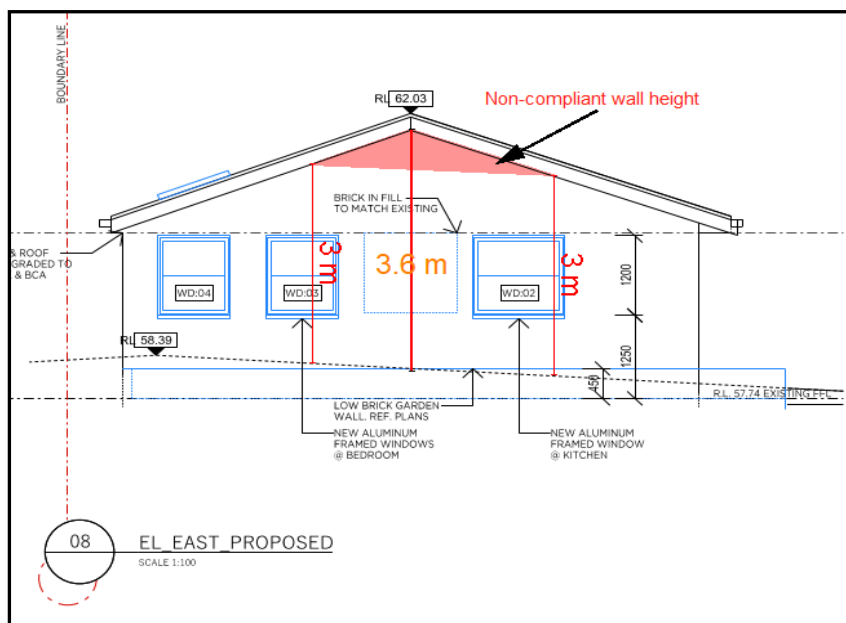 BOUNDARY LINE
RL 62.03
Non-compliant wall height
BRICK IN FILL
TO MATCH EXISTING
& ROOF
GRADED TO
& BCA
3 m
3.6 m
3 m
WD:04
WD:03
WD:02
1200
RL 58.39
1250
450
R.L. 57.74 EXISTING FFL
LOW BRICK GARDEN
WALL. REF. PLANS
NEW ALUMINUM
FRAMED WINDOWS
@ BEDROOM
NEW ALUMINUM
FRAMED WINDOW
@ KITCHEN
08
EL_EAST_PROPOSED
SCALE 1:100